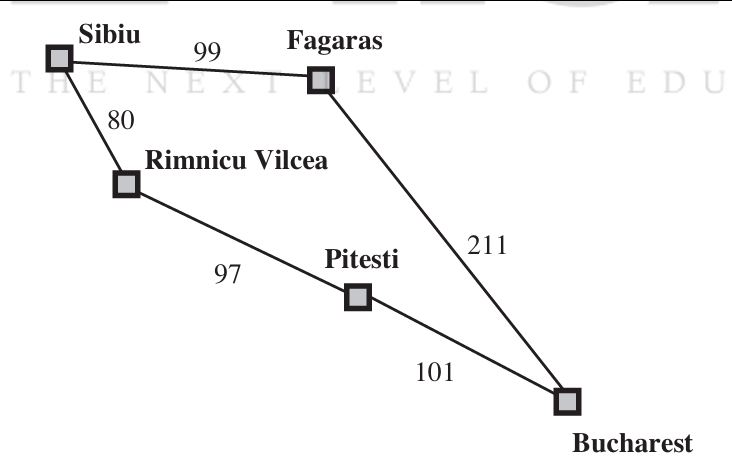 Sibiu
99
Fagaras
THE NEXT LEVEL OF EDU
80
Rimnicu Vilcea
211
Pitesti
97
101
Bucharest